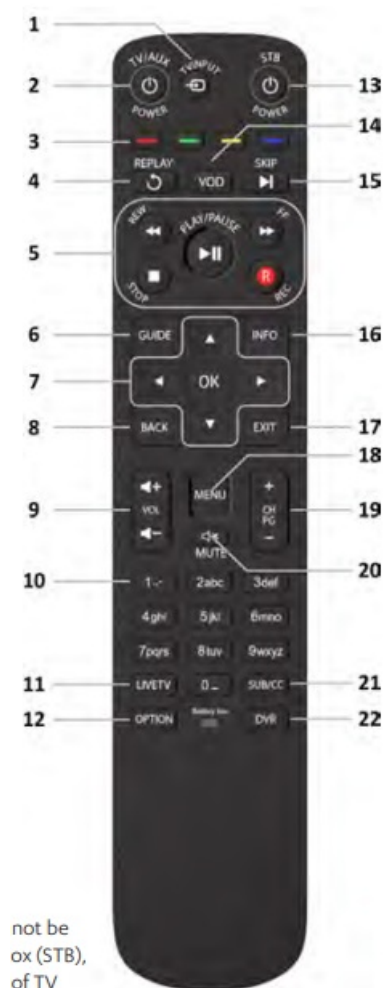 1
TV/AUX TVINPUT STB
2 13
POWER POWER
14
3
REPLAY SKIP
4 VOD 15
REW PLAY/PAUSE FF
5
STOP R REC
6 GUIDE INFO 16
7 OK
8 BACK EXIT 17
18
MENU
+ +
9 VOL CH 19
PG
- -
MUTE 20
10 1.-' 2abc 3def
4ghi 5jkl 6mno
7pqrs 8tuv 9wxyz
11 LIVETV 0_ SUB/CC 21
12 OPTION DVR 22
not be
ox (STB),
of TV